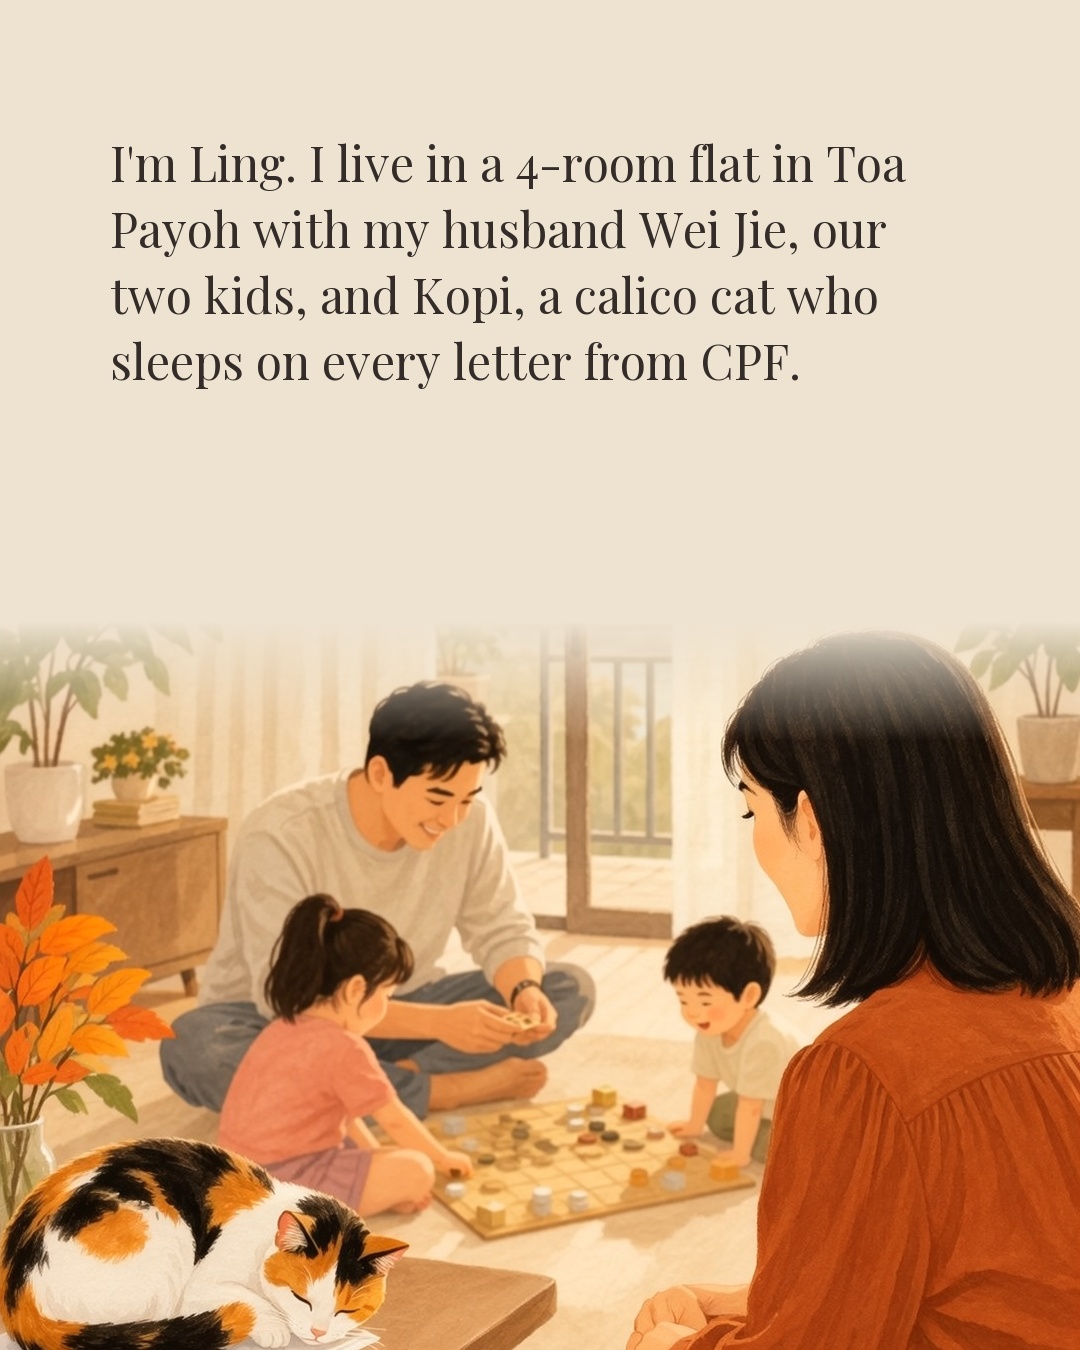 I'm Ling. I live in a 4-room flat in Toa
Payoh with my husband Wei Jie, our
two kids, and Kopi, a calico cat who
sleeps on every letter from CPF.